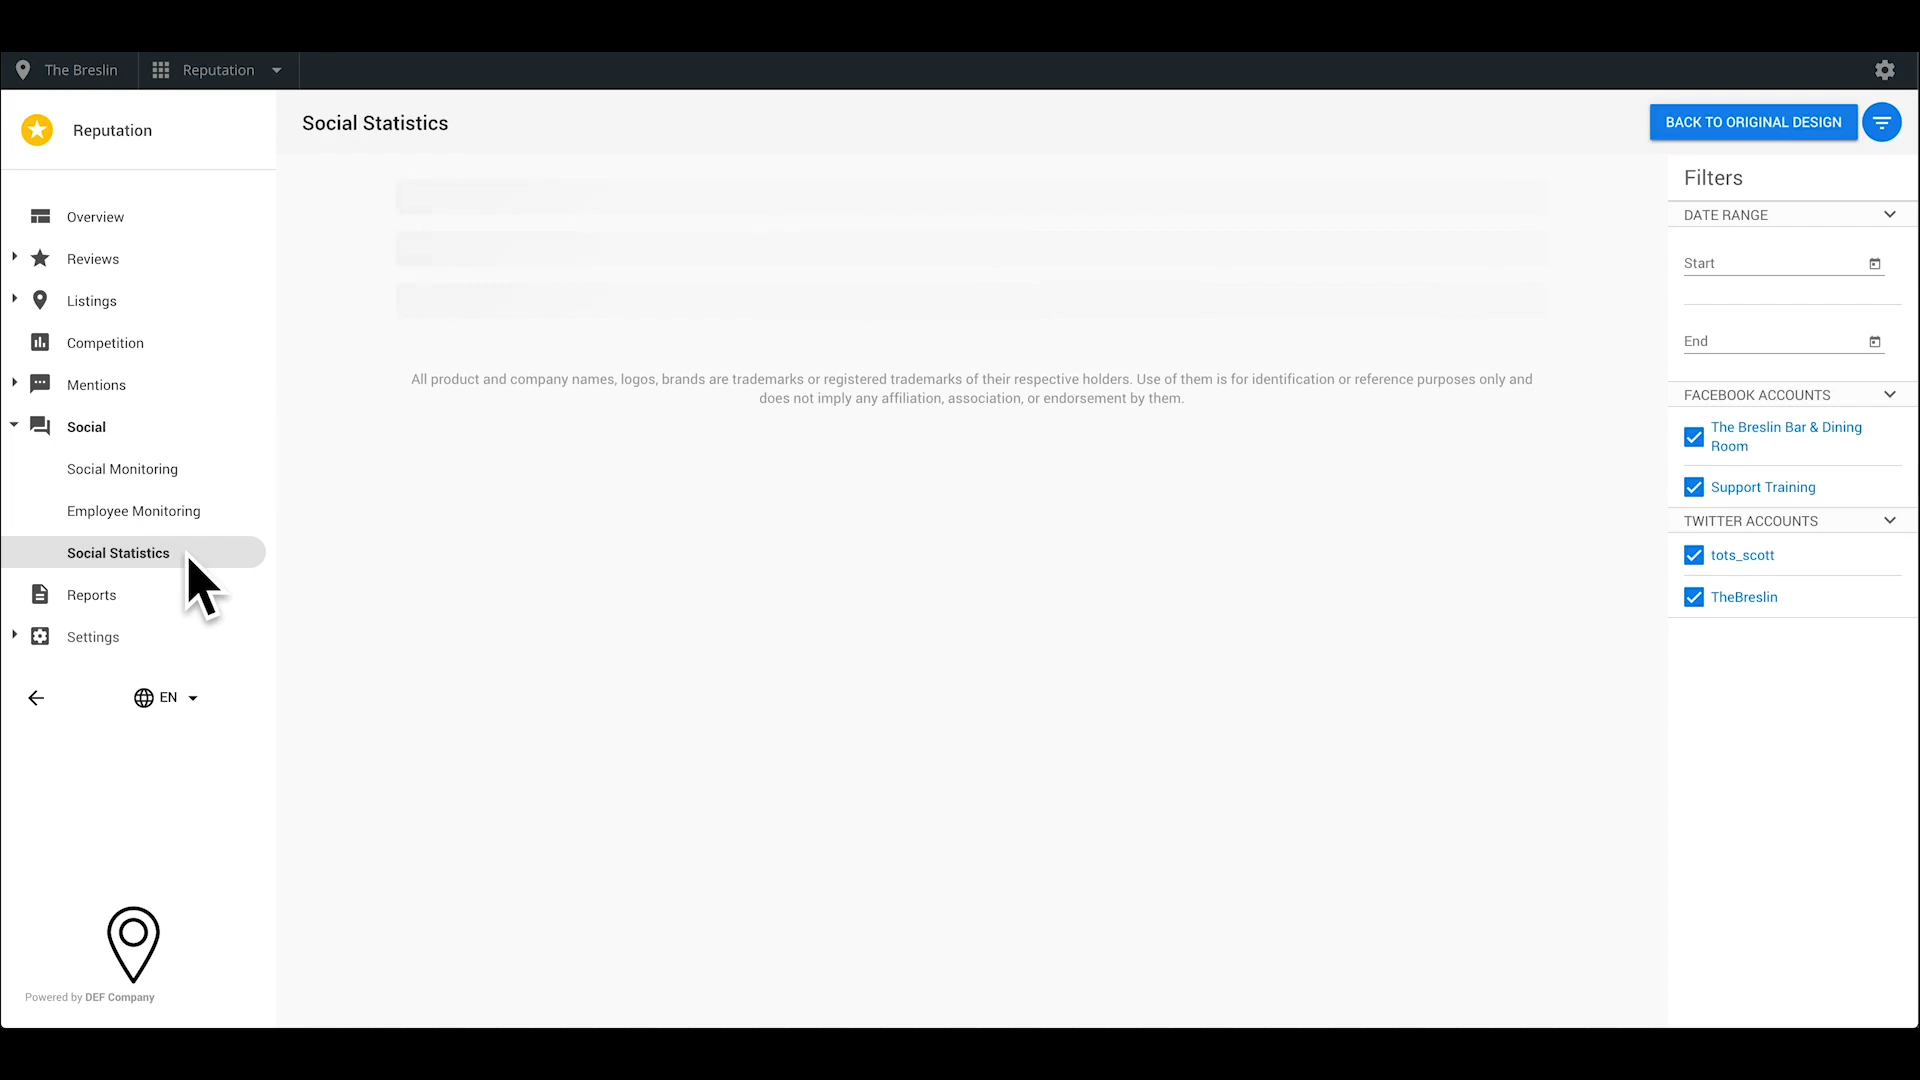 The Breslin
Reputation
Reputation
Social Statistics
BACK TO ORIGINAL DESIGN
Overview
Reviews
Listings
Competition
Mentions
Social
Social Monitoring
Employee Monitoring
Social Statistics
Reports
Settings
EN
Powered by DEF Company
All product and company names, logos, brands are trademarks or registered trademarks of their respective holders. Use of them is for identification or reference purposes only and
does not imply any affiliation, association, or endorsement by them.
Filters
DATE RANGE
Start
End
FACEBOOK ACCOUNTS
The Breslin Bar & Dining
Room
Support Training
TWITTER ACCOUNTS
tots_scott
TheBreslin